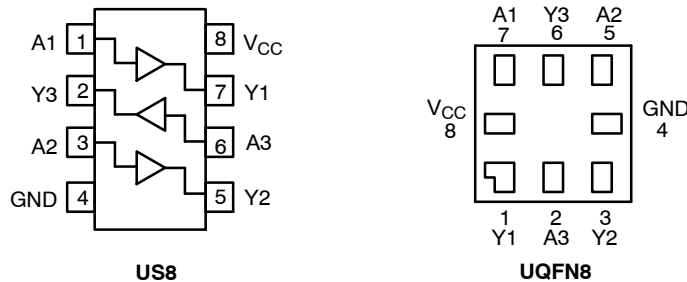 A1 1 8 VCC
Y3 2 7 Y1
A2 3 6 A3
GND 4 5 Y2
US8
A1 Y3 A2
7 6 5
VCC GND
8 4
1 2 3
Y1 A3 Y2
UQFN8